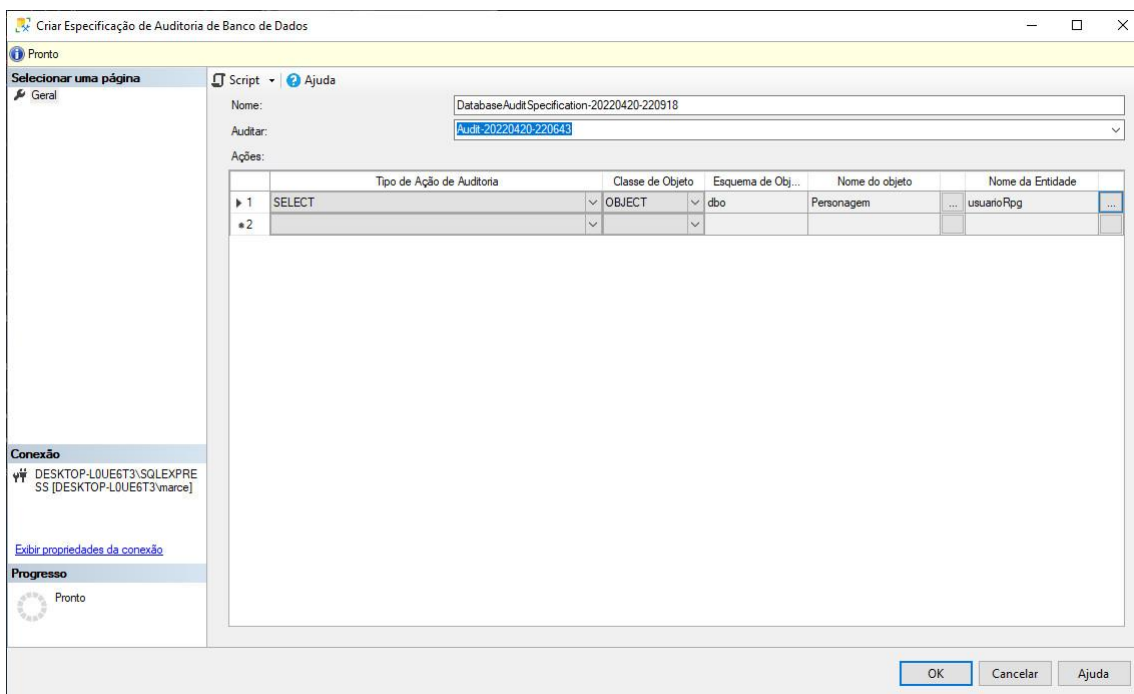 Criar Especificação de Auditoria de Banco de Dados
Pronto
Selecionar uma página
Geral
Script
Ajuda
Nome:
DatabaseAuditSpecification-20220420-220918
Auditar:
Audit-20220420-220643
Ações:
Tipo de Ação de Auditoria Classe de Objeto Esquema de Obj... Nome do objeto Nome da Entidade
1 SELECT OBJECT dbo Personagem ... usuarioRpg ...
*2
Conexão
DESKTOP-L0UE6T3\SQLEXPRE
SS [DESKTOP-L0UE6T3\marce]
Exibir propriedades da conexão
Progresso
Pronto
OK Cancelar Ajuda